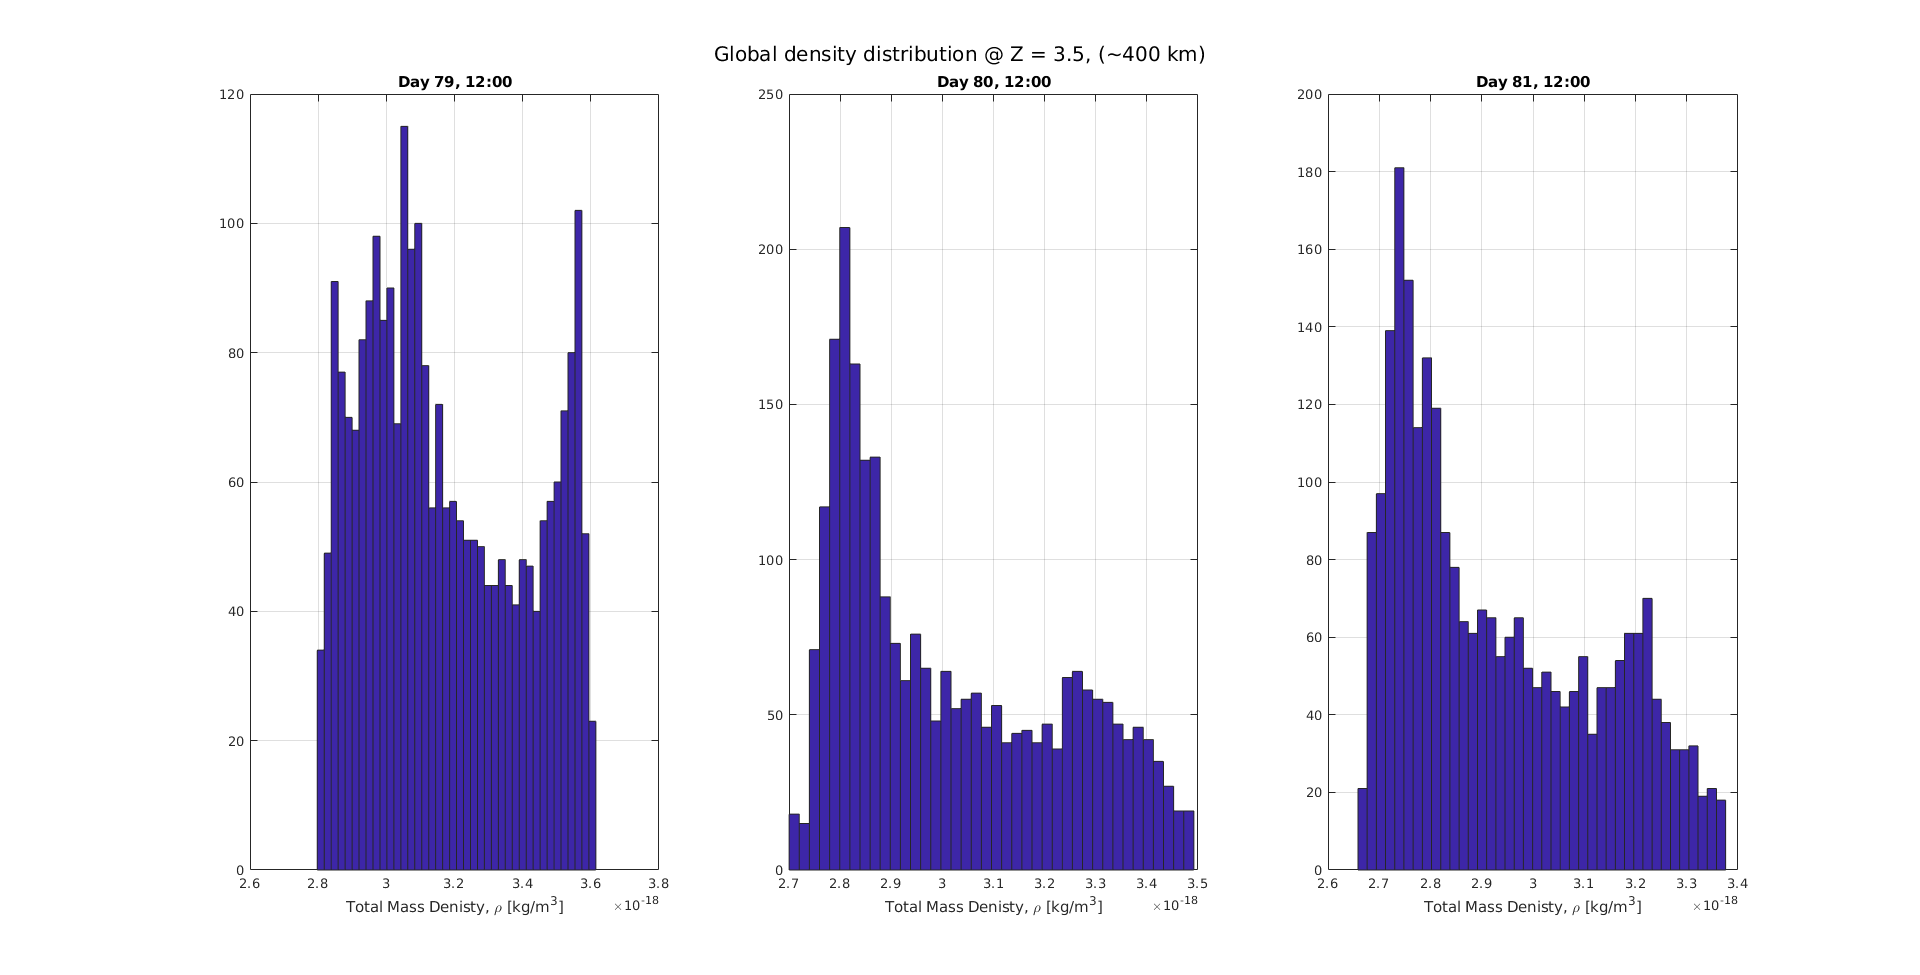 Global density distribution @ Z = 3.5, (~400 km)
Day 79, 12:00
120
100
80
60
40
20
0
2.6 2.8 3 3.2 3.4 3.6 3.8
Total Mass Denisty, ρ [kg/m³]
×10⁻¹⁸
Day 80, 12:00
250
200
150
100
50
0
2.7 2.8 2.9 3 3.1 3.2 3.3 3.4 3.5
Total Mass Denisty, ρ [kg/m³]
×10⁻¹⁸
Day 81, 12:00
200
180
160
140
120
100
80
60
40
20
0
2.6 2.7 2.8 2.9 3 3.1 3.2 3.3 3.4
Total Mass Denisty, ρ [kg/m³]
×10⁻¹⁸